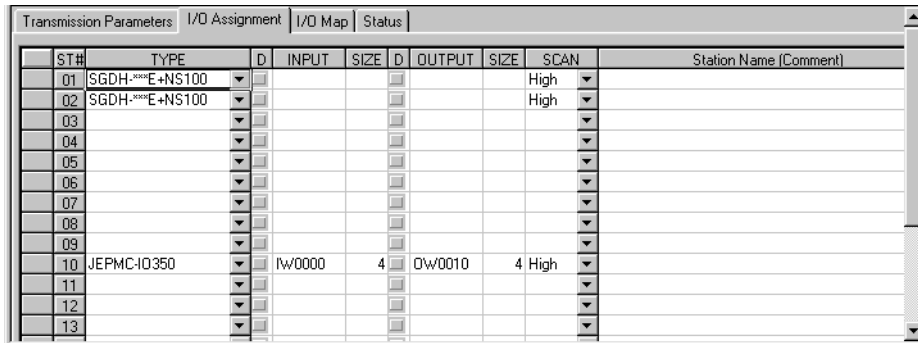 Transmission Parameters I/O Assignment I/O Map Status
ST# TYPE D INPUT SIZE D OUTPUT SIZE SCAN Station Name (Comment)
01 SGDH-***E+NS100 High
02 SGDH-***E+NS100 High
03
04
05
06
07
08
09
10 JEPMC-IO350 IW0000 4 OW0010 4 High
11
12
13